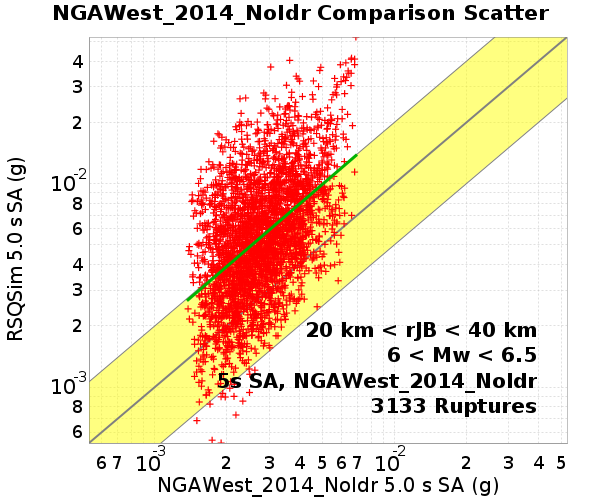 NGAWest_2014_NoIdr Comparison Scatter
RSQSim 5.0 s SA (g)
4
3
2
10-2
8
6
4
3
2
10-3
8
6
20 km < rJB < 40 km
6 < Mw < 6.5
5s SA, NGAWest_2014_NoIdr
3133 Ruptures
6 7 10-3 2 3 4 5 6 7 10-2 2 3 4 5
NGAWest_2014_NoIdr 5.0 s SA (g)